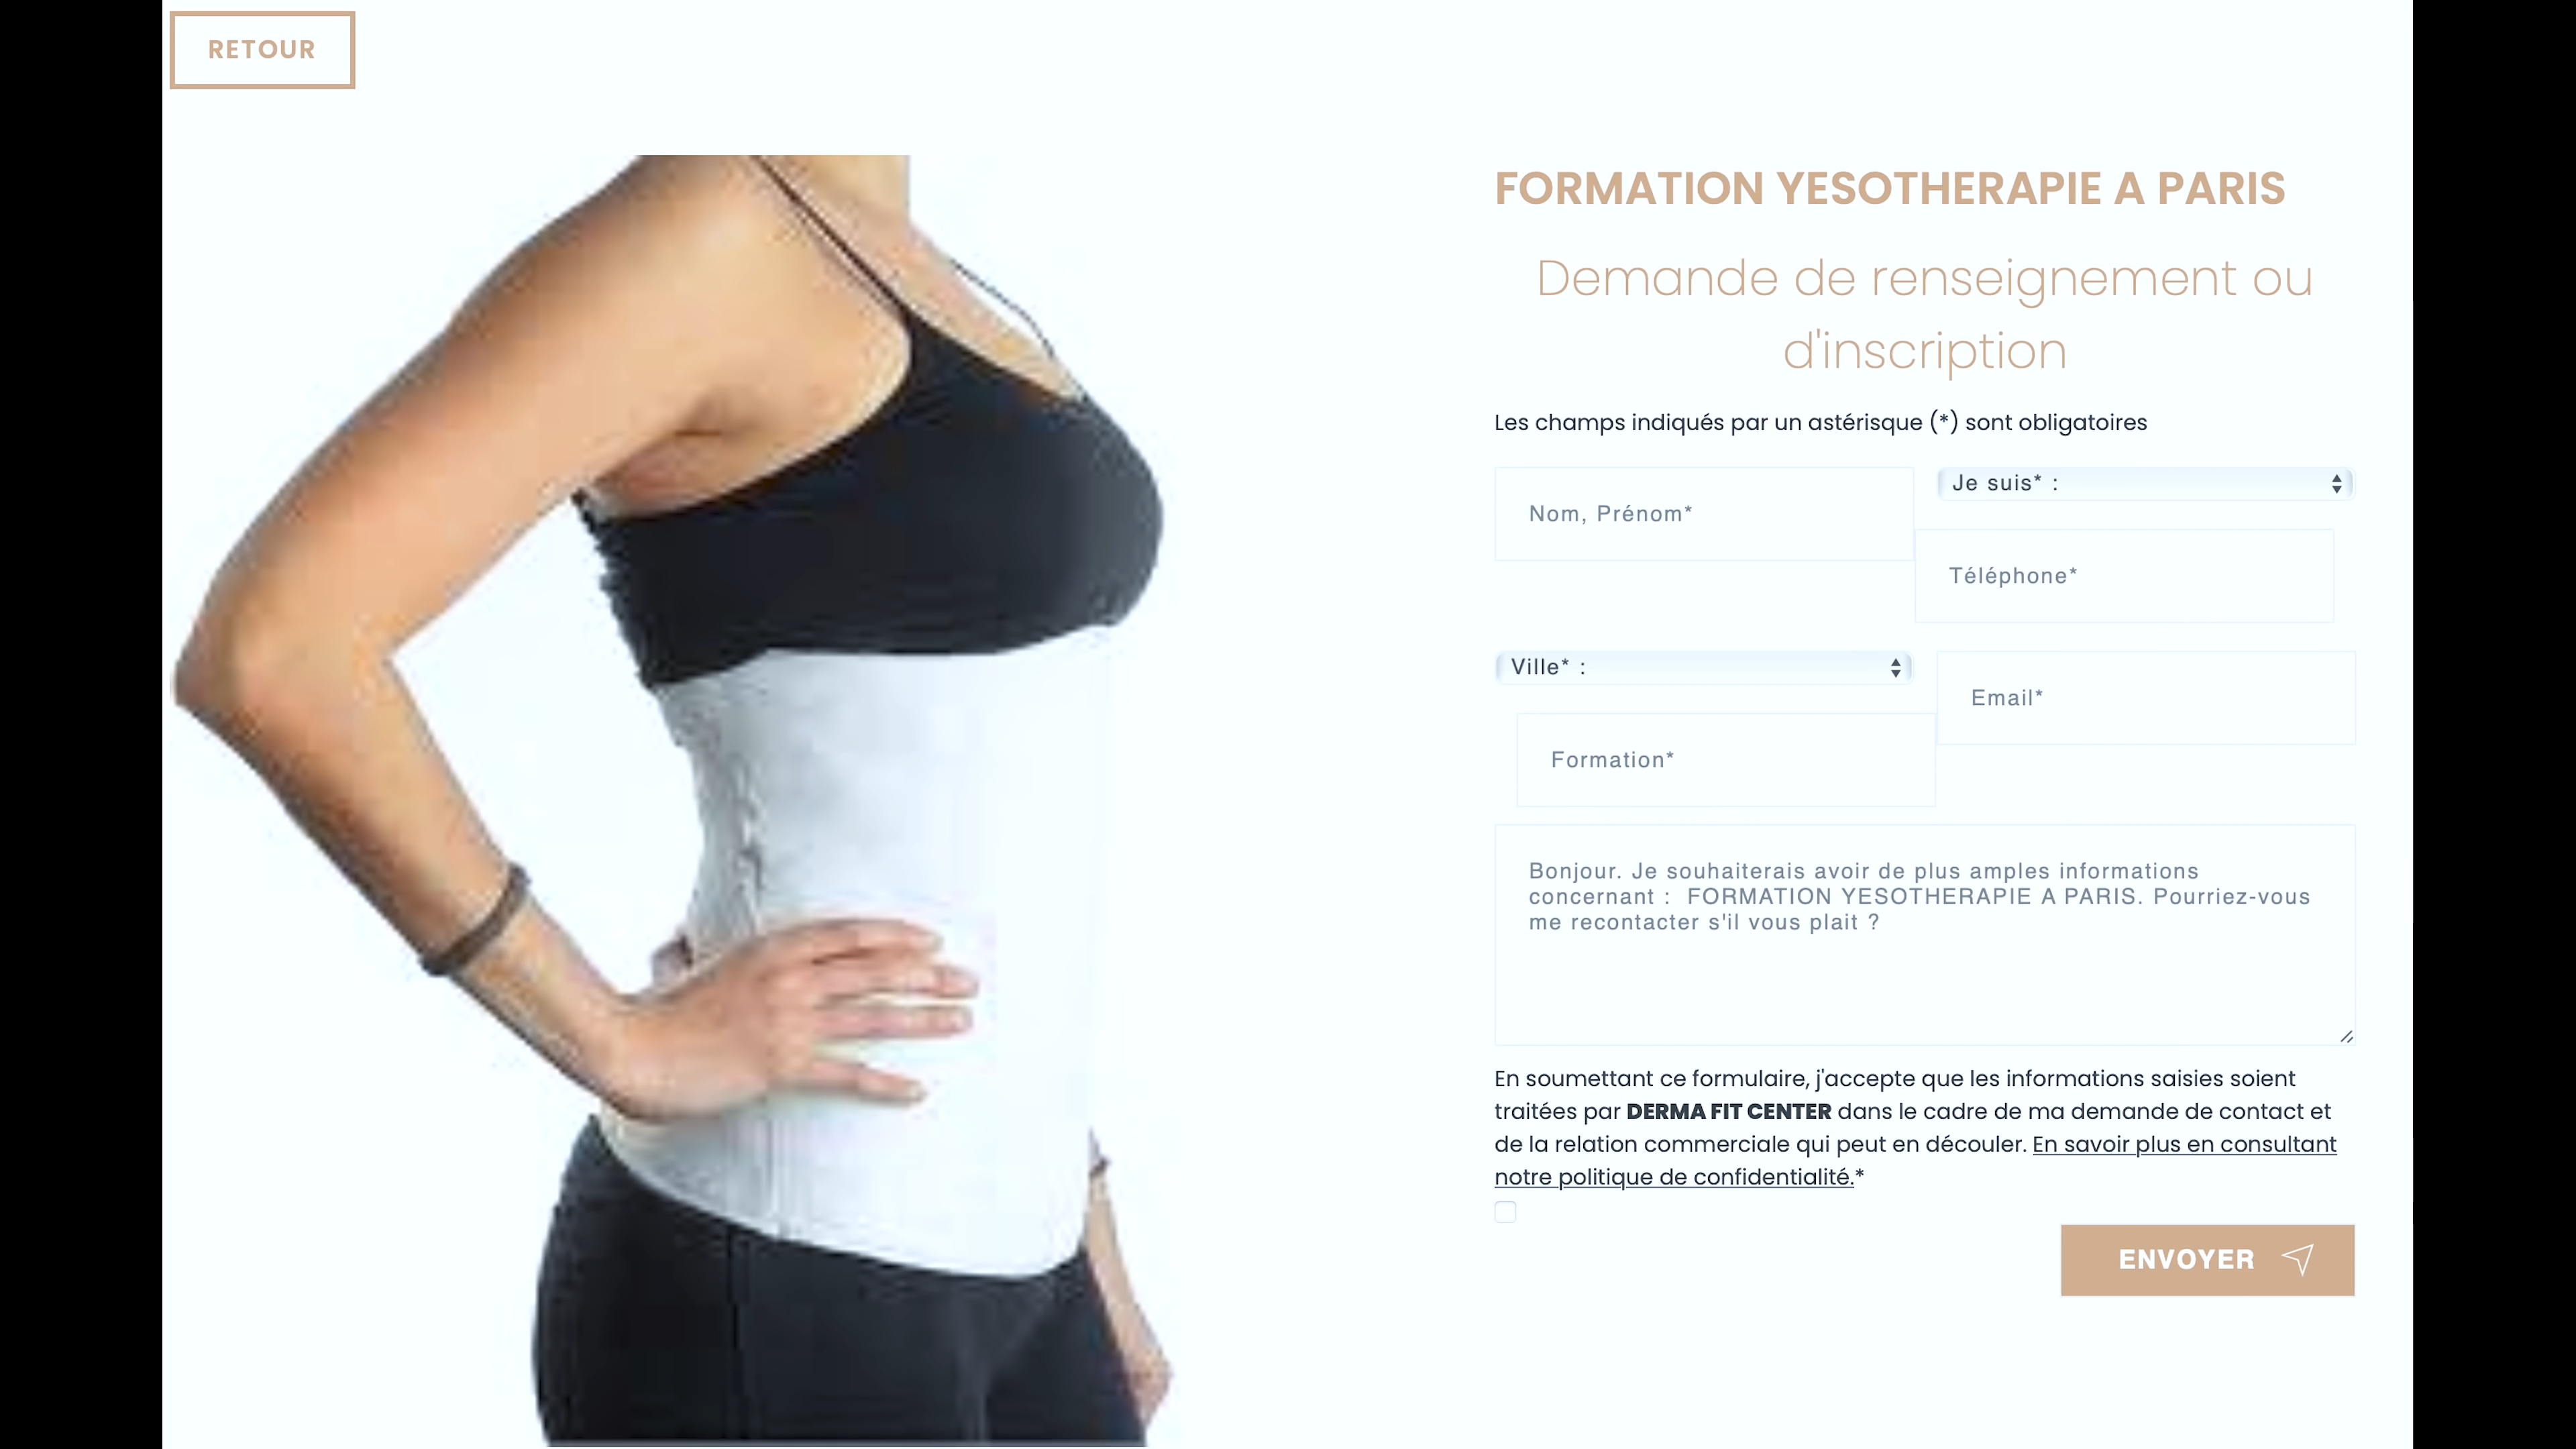 RETOUR
FORMATION YESOTHERAPIE A PARIS
Demande de renseignement ou
d'inscription
Les champs indiqués par un astérisque (*) sont obligatoires
Nom, Prénom*
Je suis* :
Téléphone*
Ville* :
Email*
Formation*
Bonjour. Je souhaiterais avoir de plus amples informations
concernant :  FORMATION YESOTHERAPIE A PARIS. Pourriez-vous
me recontacter s'il vous plait ?
En soumettant ce formulaire, j'accepte que les informations saisies soient
traitées par DERMA FIT CENTER dans le cadre de ma demande de contact et
de la relation commerciale qui peut en découler. En savoir plus en consultant
notre politique de confidentialité.*
ENVOYER